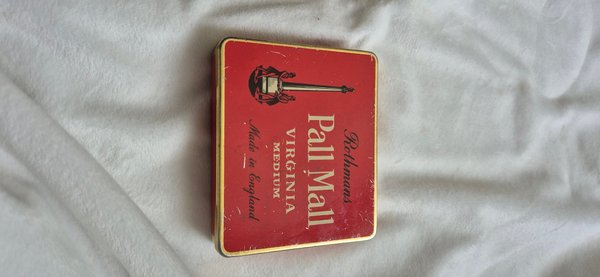 Rothmans
Pall Mall
VIRGINIA
MEDIUM
Made in England